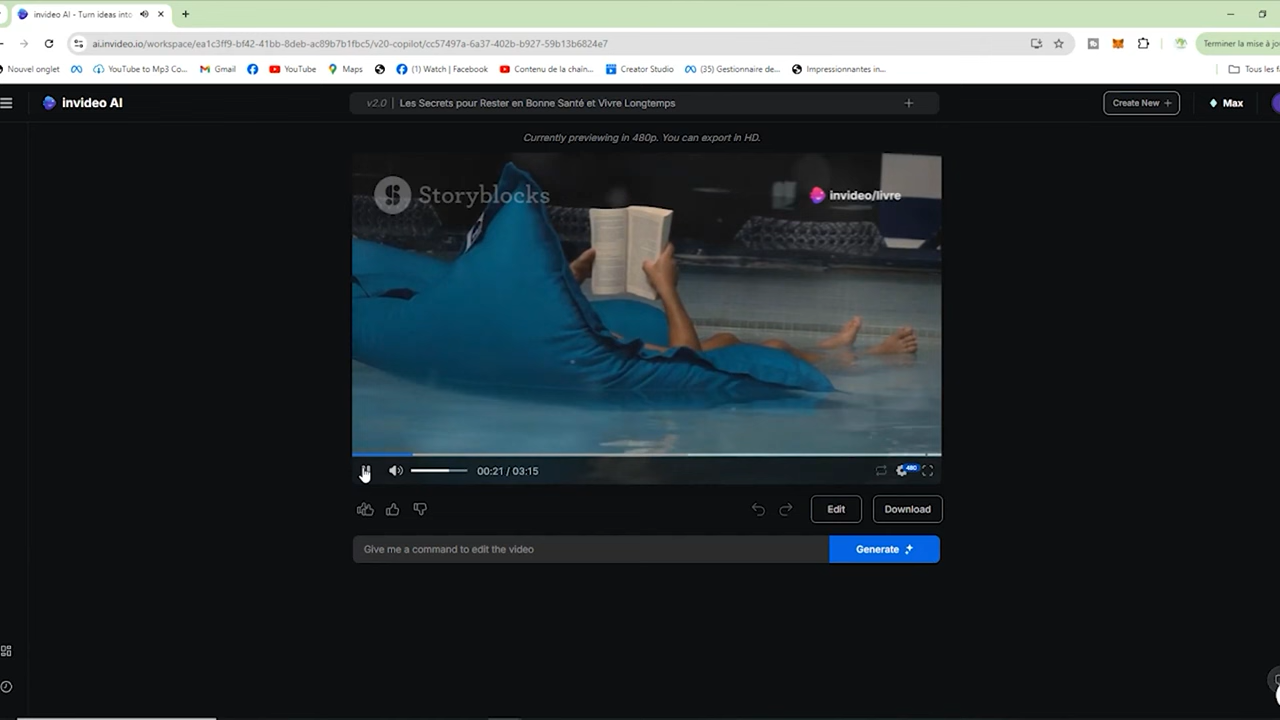 invideo AI - Turn ideas into
ai.invideo.io/workspace/ea1c3ff9-bf42-41bb-8deb-ac89b7b1fbc5/v20-copilot/cc57497a-6a37-402b-b927-59b13b6824e7
Terminer la mise à jo
Nouvel onglet
YouTube to Mp3 Co...
Gmail
YouTube
Maps
(1) Watch | Facebook
Contenu de la chaîn...
Creator Studio
(35) Gestionnaire de...
Impressionnantes in...
Tous les fa
invideo AI
v2.0 | Les Secrets pour Rester en Bonne Santé et Vivre Longtemps
Create New +
Max
Currently previewing in 480p. You can export in HD.
Storyblocks
invideo/livre
00:21 / 03:15
480
Edit
Download
Give me a command to edit the video
Generate